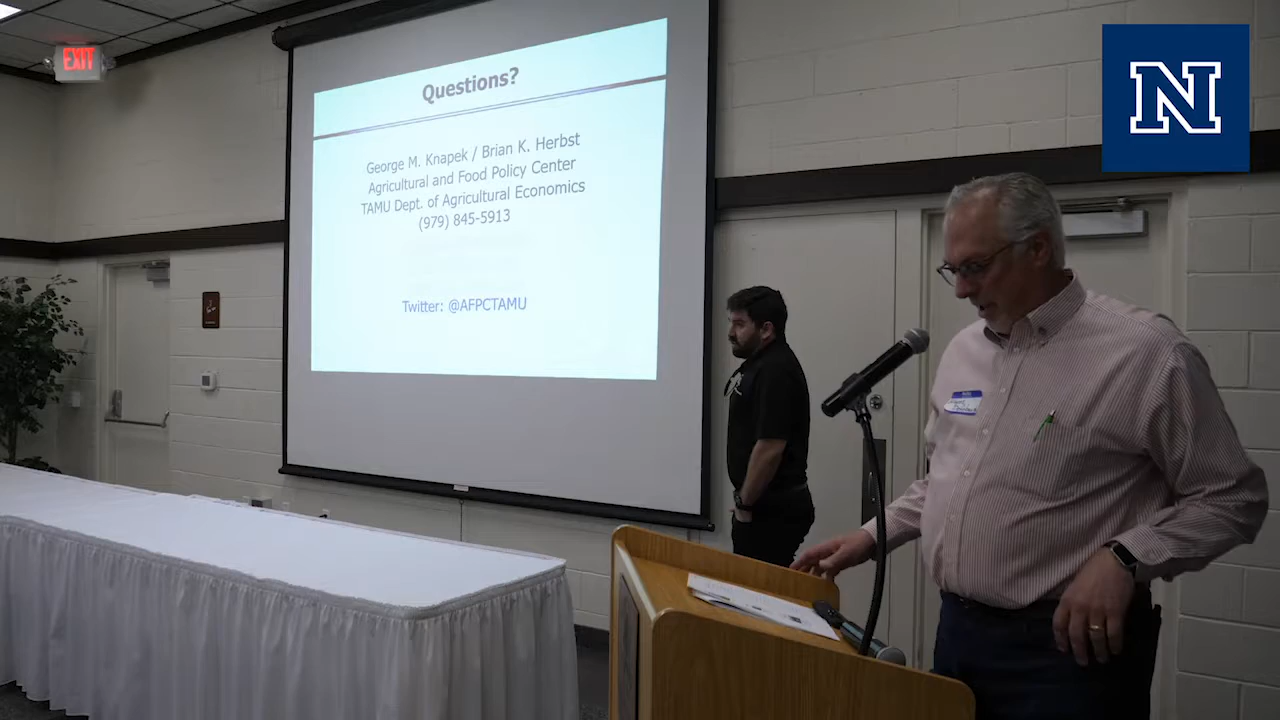 EXIT
N
Questions?
George M. Knapek / Brian K. Herbst
Agricultural and Food Policy Center
TAMU Dept. of Agricultural Economics
(979) 845-5913
Twitter: @AFPCTAMU